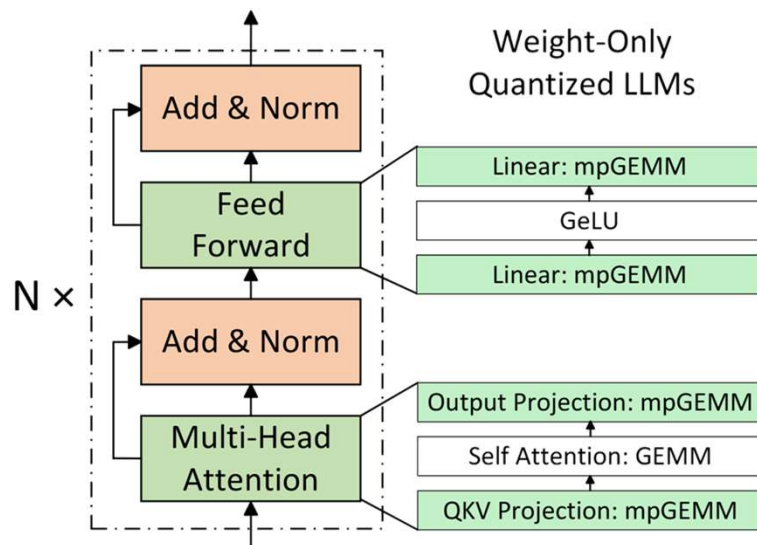 Weight-Only
Quantized LLMs
Add & Norm
Feed
Forward
Linear: mpGEMM
GeLU
Linear: mpGEMM
N ×
Add & Norm
Multi-Head
Attention
Output Projection: mpGEMM
Self Attention: GEMM
QKV Projection: mpGEMM